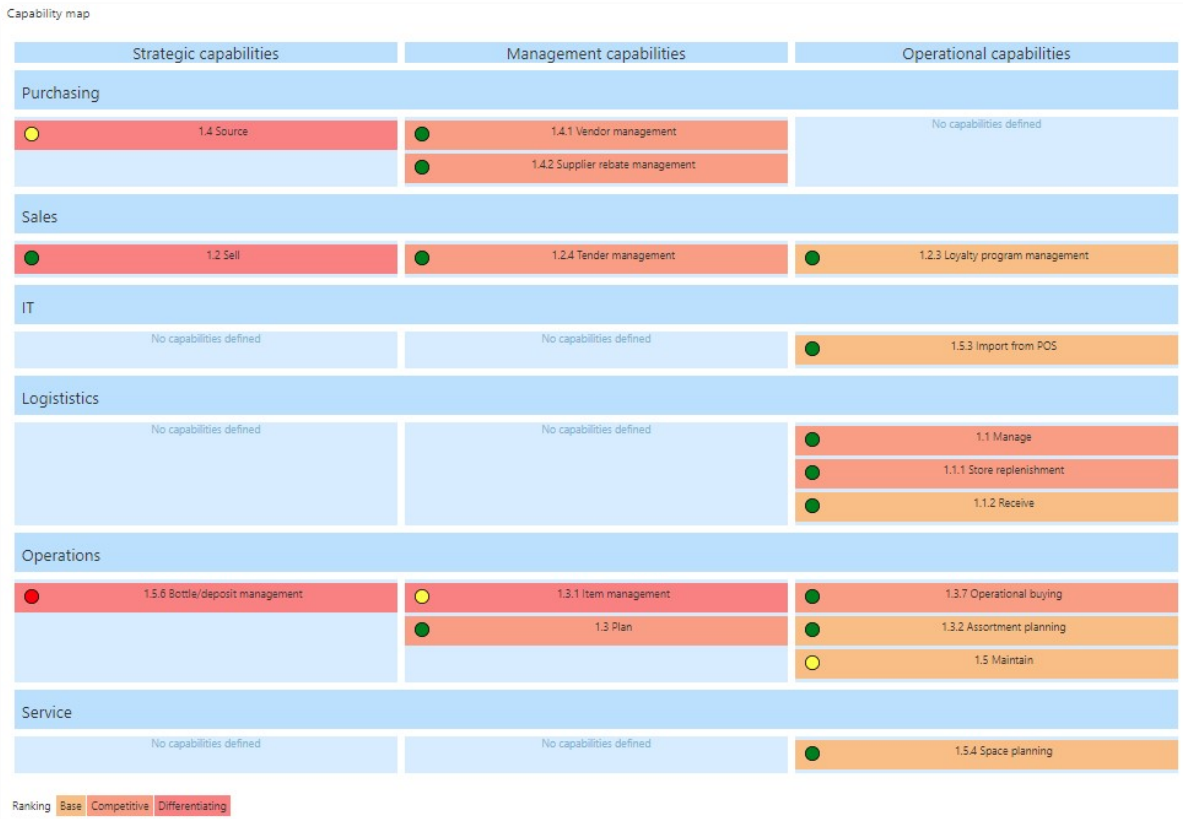 Capability map
Strategic capabilities Management capabilities Operational capabilities
Purchasing
1.4 Source 1.4.1 Vendor management No capabilities defined
1.4.2 Supplier rebate management
Sales
1.2 Sell 1.2.4 Tender management 1.2.3 Loyalty program management
IT
No capabilities defined No capabilities defined 1.5.3 Import from POS
Logististics
No capabilities defined No capabilities defined 1.1 Manage
1.1.1 Store replenishment
1.1.2 Receive
Operations
1.5.6 Bottle/deposit management 1.3.1 Item management 1.3.7 Operational buying
1.3 Plan 1.3.2 Assortment planning
1.5 Maintain
Service
No capabilities defined No capabilities defined 1.5.4 Space planning
Ranking Base Competitive Differentiating